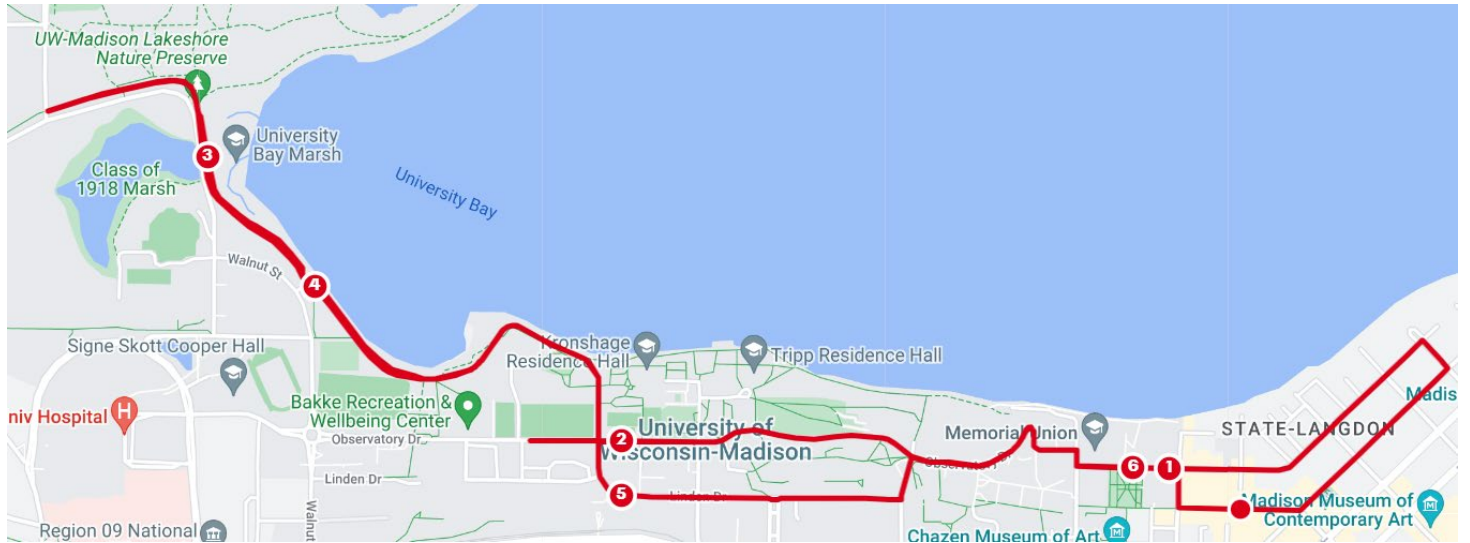 UW-Madison Lakeshore
Nature Preserve
3
University
Bay Marsh
Class of
1918 Marsh
University Bay
Walnut St
4
Signe Skott Cooper Hall
Kronshage
Residence Hall
Tripp Residence Hall
niv Hospital
H
Bakke Recreation &
Wellbeing Center
Observatory Dr
2
University of
Wisconsin-Madison
Memorial Union
Observatory Dr
6
1
STATE-LANGDON
Madis
Linden Dr
5
Linden Dr
Walnut
Region 09 National
Chazen Museum of Art
Madison Museum of
Contemporary Art